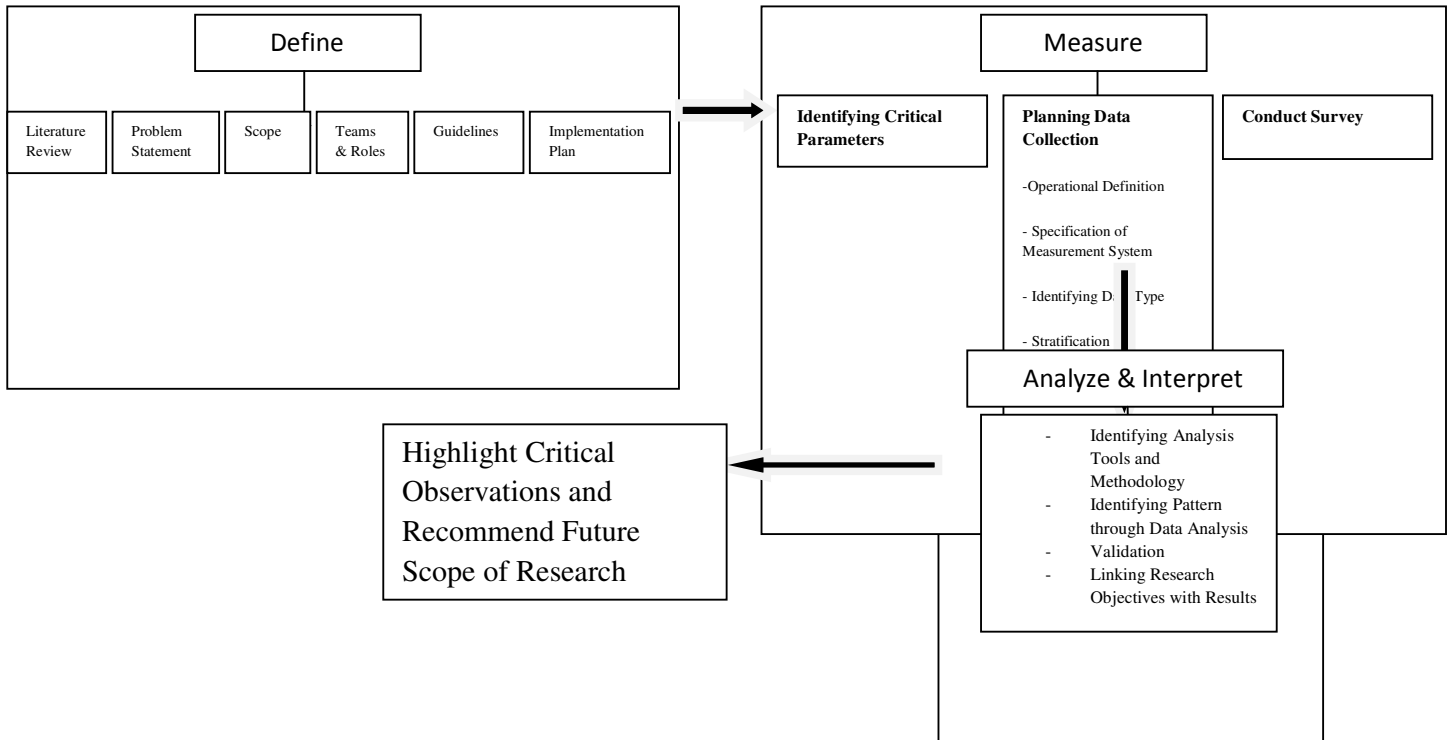 Define
Literature
Review
Problem
Statement
Scope
Teams
& Roles
Guidelines
Implementation
Plan
Measure
Identifying Critical
Parameters
Planning Data
Collection
-Operational Definition
- Specification of
Measurement System
- Identifying Type
- Stratification
Conduct Survey
Analyze & Interpret
- Identifying Analysis
Tools and
Methodology
- Identifying Pattern
through Data Analysis
- Validation
- Linking Research
Objectives with Results
Highlight Critical
Observations and
Recommend Future
Scope of Research